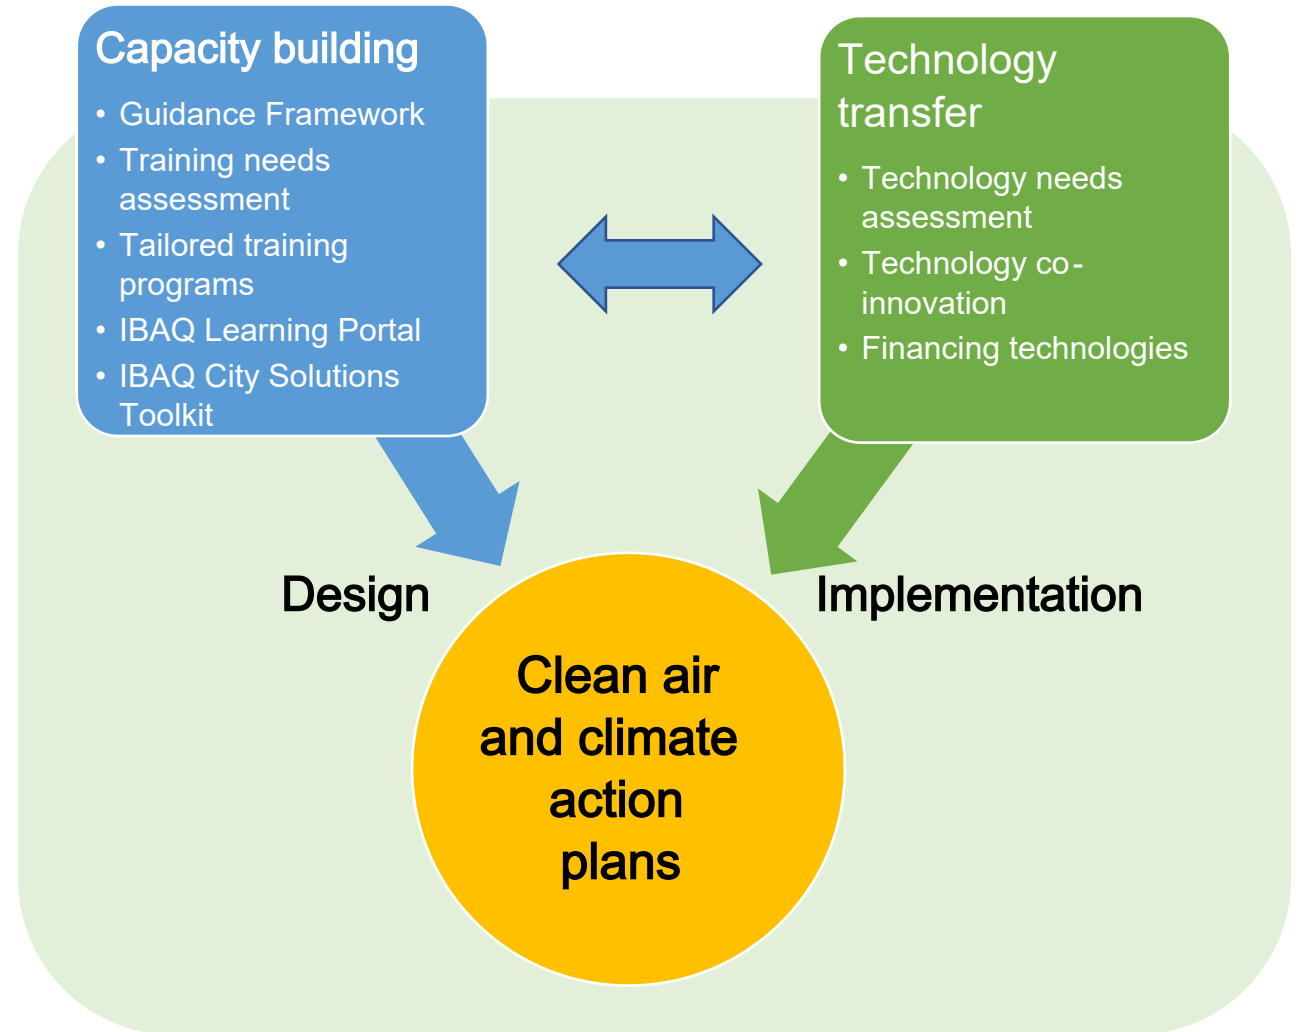 Capacity building
• Guidance Framework
• Training needs
assessment
• Tailored training
programs
• IBAQ Learning Portal
• IBAQ City Solutions
Toolkit
Technology
transfer
• Technology needs
assessment
• Technology co-
innovation
• Financing technologies
Design
Implementation
Clean air
and climate
action
plans